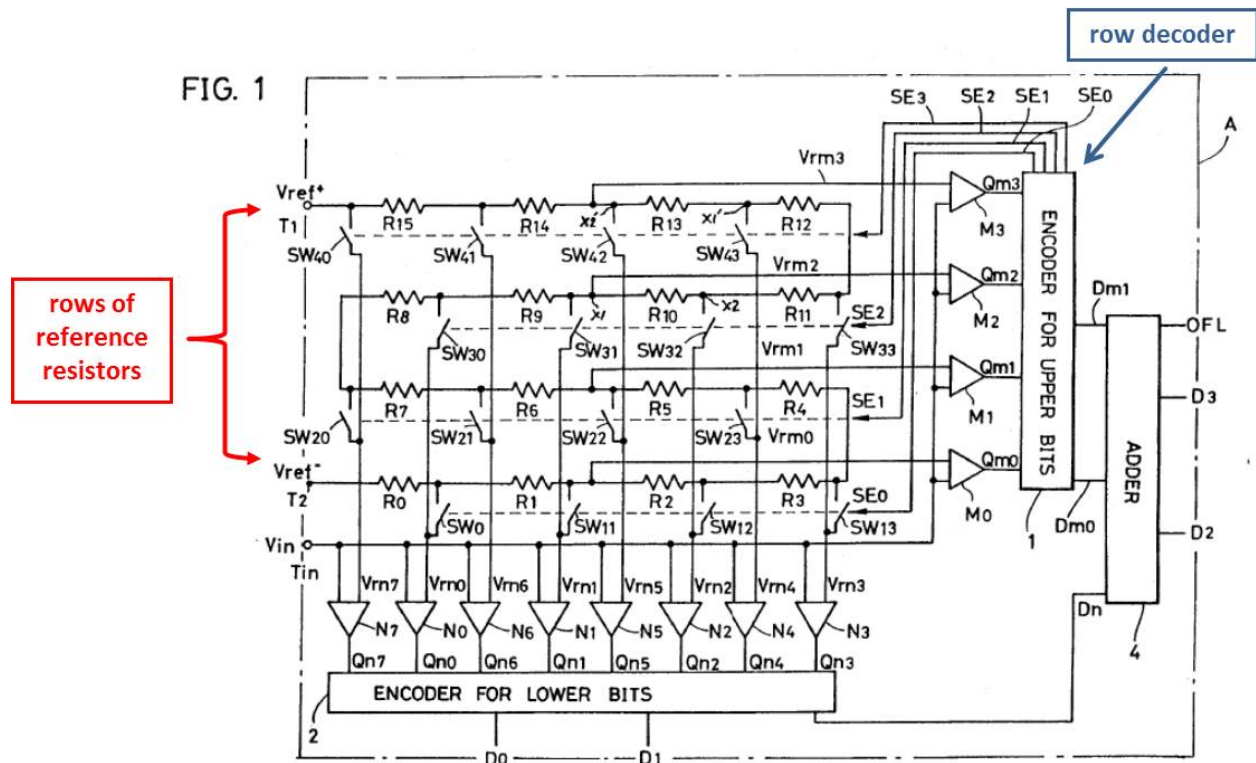 row decoder
FIG. 1
SE3 SE2 SE1 SE0
A
Vrm3
Vref+
T1
R15 R14 X2' R13 X1' R12
Qm3
M3
SW40 SW41 SW42 SW43
Vrm2
rows of
reference
resistors
R8 R9 X1 R10 X2 R11
Qm2
M2
SE2
SW30 SW31 SW32 SW33
Vrm1
Dm1
OFL
R7 R6 R5 R4
Qm1
M1
SE1
SW20 SW21 SW22 SW23
Vrm0
D3
Vref-
T2
R0 R1 R2 R3
Qm0
M0
SE0
SW0 SW11 SW12 SW13
ENCODER FOR UPPER BITS
1
Dm0
ADDER
D2
Vin
Tin
Vrn7 Vrn0 Vrn6 Vrn1 Vrn5 Vrn2 Vrn4 Vrn3
Dn
N7 N0 N6 N1 N5 N2 N4 N3
4
Qn7 Qn0 Qn6 Qn1 Qn5 Qn2 Qn4 Qn3
ENCODER FOR LOWER BITS
2
D0 D1